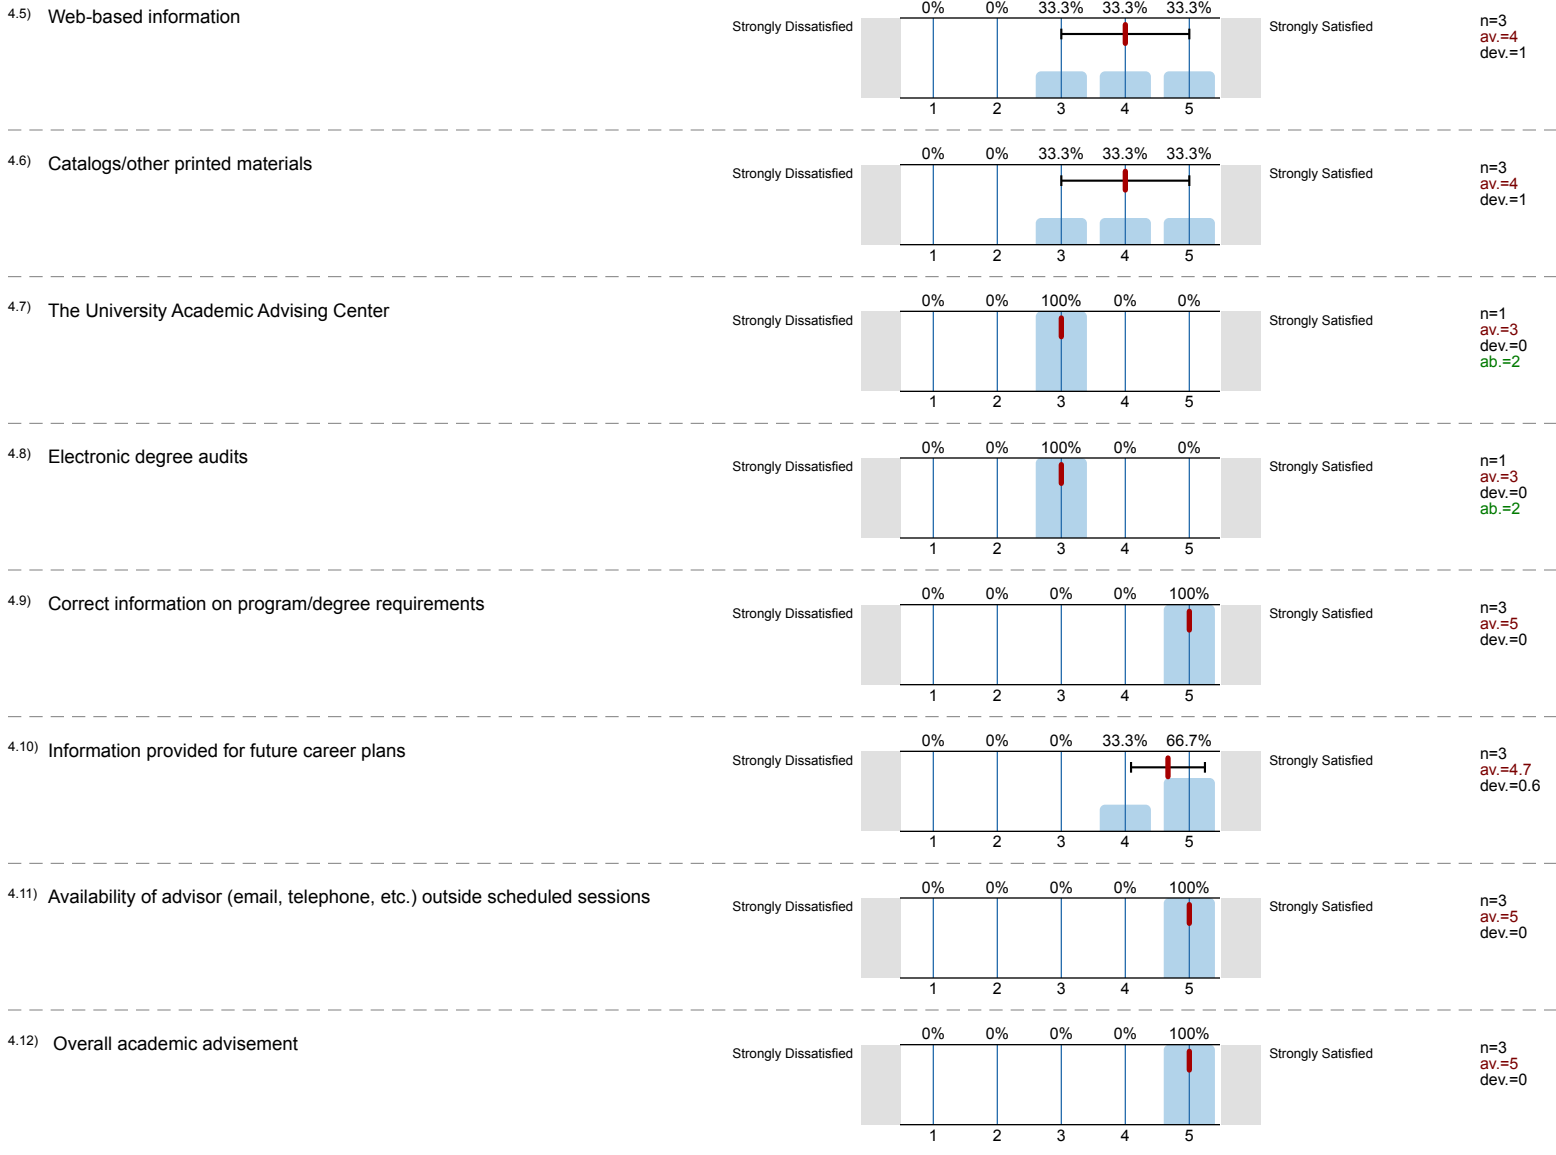 4.5) Web-based information
0% 0% 33.3% 33.3% 33.3%
Strongly Dissatisfied Strongly Satisfied
n=3
av.=4
dev.=1
1 2 3 4 5
4.6) Catalogs/other printed materials
0% 0% 33.3% 33.3% 33.3%
Strongly Dissatisfied Strongly Satisfied
n=3
av.=4
dev.=1
1 2 3 4 5
4.7) The University Academic Advising Center
0% 0% 100% 0% 0%
Strongly Dissatisfied Strongly Satisfied
n=1
av.=3
dev.=0
ab.=2
1 2 3 4 5
4.8) Electronic degree audits
0% 0% 100% 0% 0%
Strongly Dissatisfied Strongly Satisfied
n=1
av.=3
dev.=0
ab.=2
1 2 3 4 5
4.9) Correct information on program/degree requirements
0% 0% 0% 0% 100%
Strongly Dissatisfied Strongly Satisfied
n=3
av.=5
dev.=0
1 2 3 4 5
4.10) Information provided for future career plans
0% 0% 0% 33.3% 66.7%
Strongly Dissatisfied Strongly Satisfied
n=3
av.=4.7
dev.=0.6
1 2 3 4 5
4.11) Availability of advisor (email, telephone, etc.) outside scheduled sessions
0% 0% 0% 0% 100%
Strongly Dissatisfied Strongly Satisfied
n=3
av.=5
dev.=0
1 2 3 4 5
4.12) Overall academic advisement
0% 0% 0% 0% 100%
Strongly Dissatisfied Strongly Satisfied
n=3
av.=5
dev.=0
1 2 3 4 5